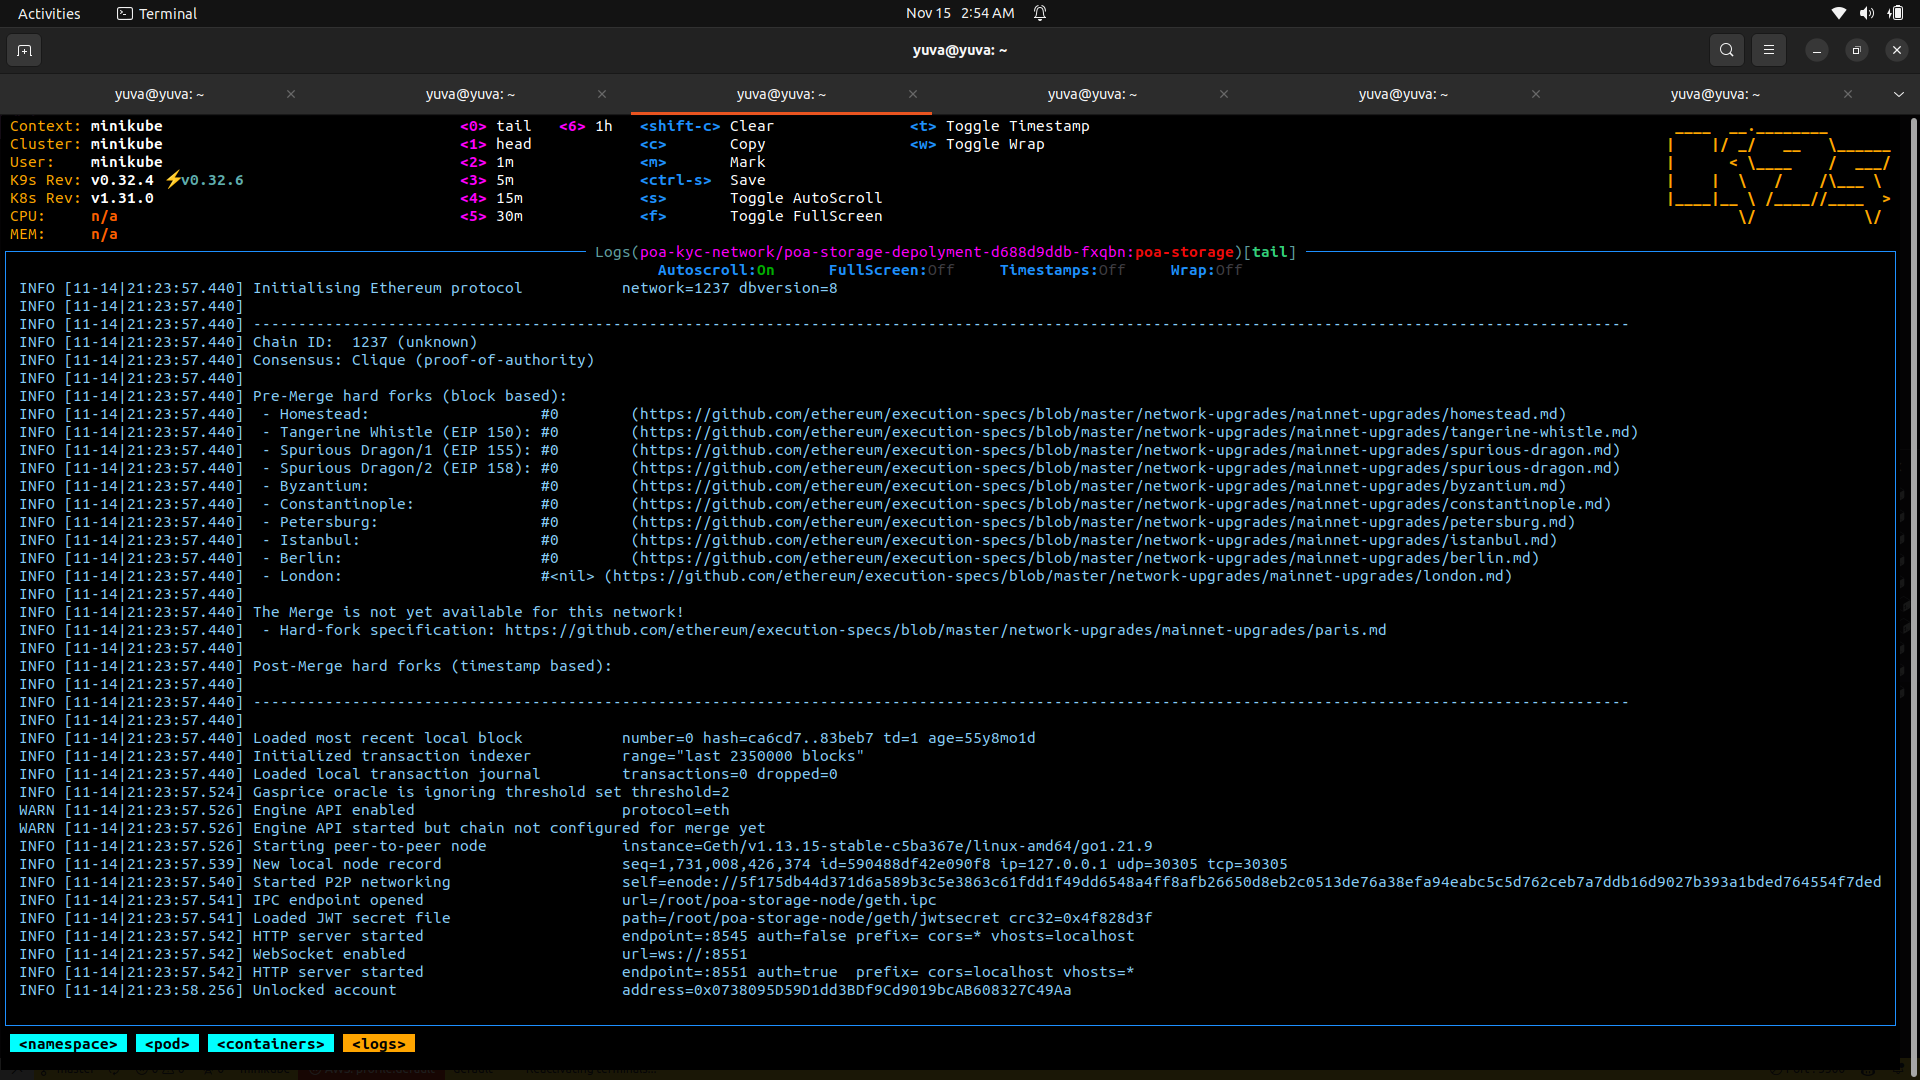 Activities Terminal Nov 15 2:54 AM
yuva@yuva: ~
yuva@yuva: ~ yuva@yuva: ~ yuva@yuva: ~ yuva@yuva: ~ yuva@yuva: ~ yuva@yuva: ~
Context: minikube <0> tail <6> 1h <shift-c> Clear <t> Toggle Timestamp
Cluster: minikube <1> head <c> Copy <w> Toggle Wrap
User: minikube <2> 1m <m> Mark
K9s Rev: v0.32.4 ⚡v0.32.6 <3> 5m <ctrl-s> Save
K8s Rev: v1.31.0 <4> 15m <s> Toggle AutoScroll
CPU: n/a <5> 30m <f> Toggle FullScreen
MEM: n/a
Logs(poa-kyc-network/poa-storage-depolyment-d688d9ddb-fxqbn:poa-storage)[tail]
Autoscroll:On FullScreen:Off Timestamps:Off Wrap:Off
INFO [11-14|21:23:57.440] Initialising Ethereum protocol network=1237 dbversion=8
INFO [11-14|21:23:57.440]
INFO [11-14|21:23:57.440] ---------------------------------------------------------------------------------------------------------------------------------------------------------
INFO [11-14|21:23:57.440] Chain ID:  1237 (unknown)
INFO [11-14|21:23:57.440] Consensus: Clique (proof-of-authority)
INFO [11-14|21:23:57.440]
INFO [11-14|21:23:57.440] Pre-Merge hard forks (block based):
INFO [11-14|21:23:57.440]  - Homestead: #0 (https://github.com/ethereum/execution-specs/blob/master/network-upgrades/mainnet-upgrades/homestead.md)
INFO [11-14|21:23:57.440]  - Tangerine Whistle (EIP 150): #0 (https://github.com/ethereum/execution-specs/blob/master/network-upgrades/mainnet-upgrades/tangerine-whistle.md)
INFO [11-14|21:23:57.440]  - Spurious Dragon/1 (EIP 155): #0 (https://github.com/ethereum/execution-specs/blob/master/network-upgrades/mainnet-upgrades/spurious-dragon.md)
INFO [11-14|21:23:57.440]  - Spurious Dragon/2 (EIP 158): #0 (https://github.com/ethereum/execution-specs/blob/master/network-upgrades/mainnet-upgrades/spurious-dragon.md)
INFO [11-14|21:23:57.440]  - Byzantium: #0 (https://github.com/ethereum/execution-specs/blob/master/network-upgrades/mainnet-upgrades/byzantium.md)
INFO [11-14|21:23:57.440]  - Constantinople: #0 (https://github.com/ethereum/execution-specs/blob/master/network-upgrades/mainnet-upgrades/constantinople.md)
INFO [11-14|21:23:57.440]  - Petersburg: #0 (https://github.com/ethereum/execution-specs/blob/master/network-upgrades/mainnet-upgrades/petersburg.md)
INFO [11-14|21:23:57.440]  - Istanbul: #0 (https://github.com/ethereum/execution-specs/blob/master/network-upgrades/mainnet-upgrades/istanbul.md)
INFO [11-14|21:23:57.440]  - Berlin: #0 (https://github.com/ethereum/execution-specs/blob/master/network-upgrades/mainnet-upgrades/berlin.md)
INFO [11-14|21:23:57.440]  - London: #<nil> (https://github.com/ethereum/execution-specs/blob/master/network-upgrades/mainnet-upgrades/london.md)
INFO [11-14|21:23:57.440]
INFO [11-14|21:23:57.440] The Merge is not yet available for this network!
INFO [11-14|21:23:57.440]  - Hard-fork specification: https://github.com/ethereum/execution-specs/blob/master/network-upgrades/mainnet-upgrades/paris.md
INFO [11-14|21:23:57.440]
INFO [11-14|21:23:57.440] Post-Merge hard forks (timestamp based):
INFO [11-14|21:23:57.440]
INFO [11-14|21:23:57.440] ---------------------------------------------------------------------------------------------------------------------------------------------------------
INFO [11-14|21:23:57.440]
INFO [11-14|21:23:57.440] Loaded most recent local block number=0 hash=ca6cd7..83beb7 td=1 age=55y8mo1d
INFO [11-14|21:23:57.440] Initialized transaction indexer range="last 2350000 blocks"
INFO [11-14|21:23:57.440] Loaded local transaction journal transactions=0 dropped=0
INFO [11-14|21:23:57.524] Gasprice oracle is ignoring threshold set threshold=2
WARN [11-14|21:23:57.526] Engine API enabled protocol=eth
WARN [11-14|21:23:57.526] Engine API started but chain not configured for merge yet
INFO [11-14|21:23:57.526] Starting peer-to-peer node instance=Geth/v1.13.15-stable-c5ba367e/linux-amd64/go1.21.9
INFO [11-14|21:23:57.539] New local node record seq=1,731,008,426,374 id=590488df42e090f8 ip=127.0.0.1 udp=30305 tcp=30305
INFO [11-14|21:23:57.540] Started P2P networking self=enode://5f175db44d371d6a589b3c5e3863c61fdd1f49dd6548a4ff8afb26650d8eb2c0513de76a38efa94eabc5c5d762ceb7a7ddb16d9027b393a1bded764554f7ded
INFO [11-14|21:23:57.541] IPC endpoint opened url=/root/poa-storage-node/geth.ipc
INFO [11-14|21:23:57.541] Loaded JWT secret file path=/root/poa-storage-node/geth/jwtsecret crc32=0x4f828d3f
INFO [11-14|21:23:57.542] HTTP server started endpoint=:8545 auth=false prefix= cors=* vhosts=localhost
INFO [11-14|21:23:57.542] WebSocket enabled url=ws://:8551
INFO [11-14|21:23:57.542] HTTP server started endpoint=:8551 auth=true  prefix= cors=localhost vhosts=*
INFO [11-14|21:23:58.256] Unlocked account address=0x0738095D59D1dd3BDf9Cd9019bcAB608327C49Aa
<namespace> <pod> <containers> <logs>